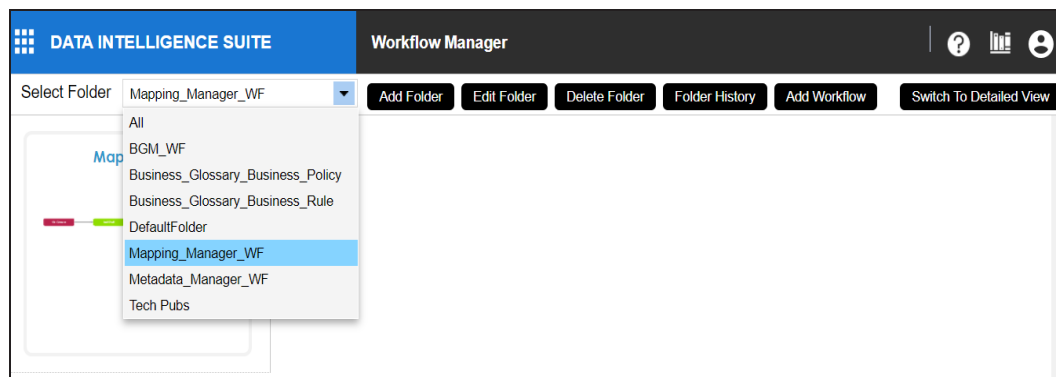 DATA INTELLIGENCE SUITE
Workflow Manager
Select Folder
Mapping_Manager_WF
Add Folder
Edit Folder
Delete Folder
Folder History
Add Workflow
Switch To Detailed View
All
BGM_WF
Business_Glossary_Business_Policy
Business_Glossary_Business_Rule
DefaultFolder
Mapping_Manager_WF
Metadata_Manager_WF
Tech Pubs
Map